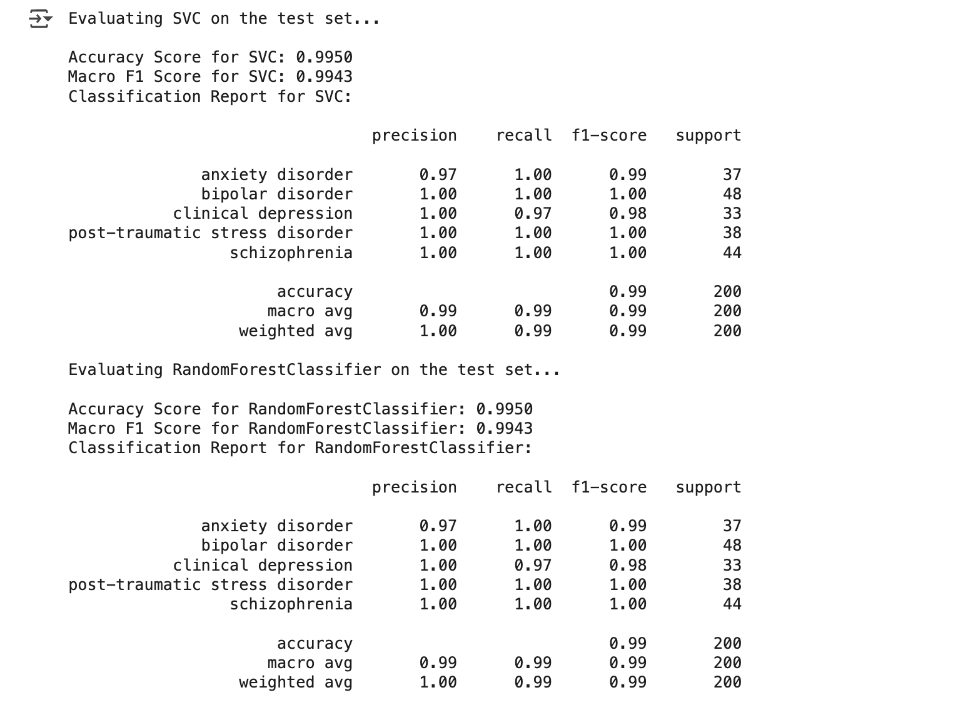 Evaluating SVC on the test set...
Accuracy Score for SVC: 0.9950
Macro F1 Score for SVC: 0.9943
Classification Report for SVC:
precision recall f1-score support
anxiety disorder 0.97 1.00 0.99 37
bipolar disorder 1.00 1.00 1.00 48
clinical depression 1.00 0.97 0.98 33
post-traumatic stress disorder 1.00 1.00 1.00 38
schizophrenia 1.00 1.00 1.00 44
accuracy 0.99 200
macro avg 0.99 0.99 0.99 200
weighted avg 1.00 0.99 0.99 200
Evaluating RandomForestClassifier on the test set...
Accuracy Score for RandomForestClassifier: 0.9950
Macro F1 Score for RandomForestClassifier: 0.9943
Classification Report for RandomForestClassifier:
precision recall f1-score support
anxiety disorder 0.97 1.00 0.99 37
bipolar disorder 1.00 1.00 1.00 48
clinical depression 1.00 0.97 0.98 33
post-traumatic stress disorder 1.00 1.00 1.00 38
schizophrenia 1.00 1.00 1.00 44
accuracy 0.99 200
macro avg 0.99 0.99 0.99 200
weighted avg 1.00 0.99 0.99 200